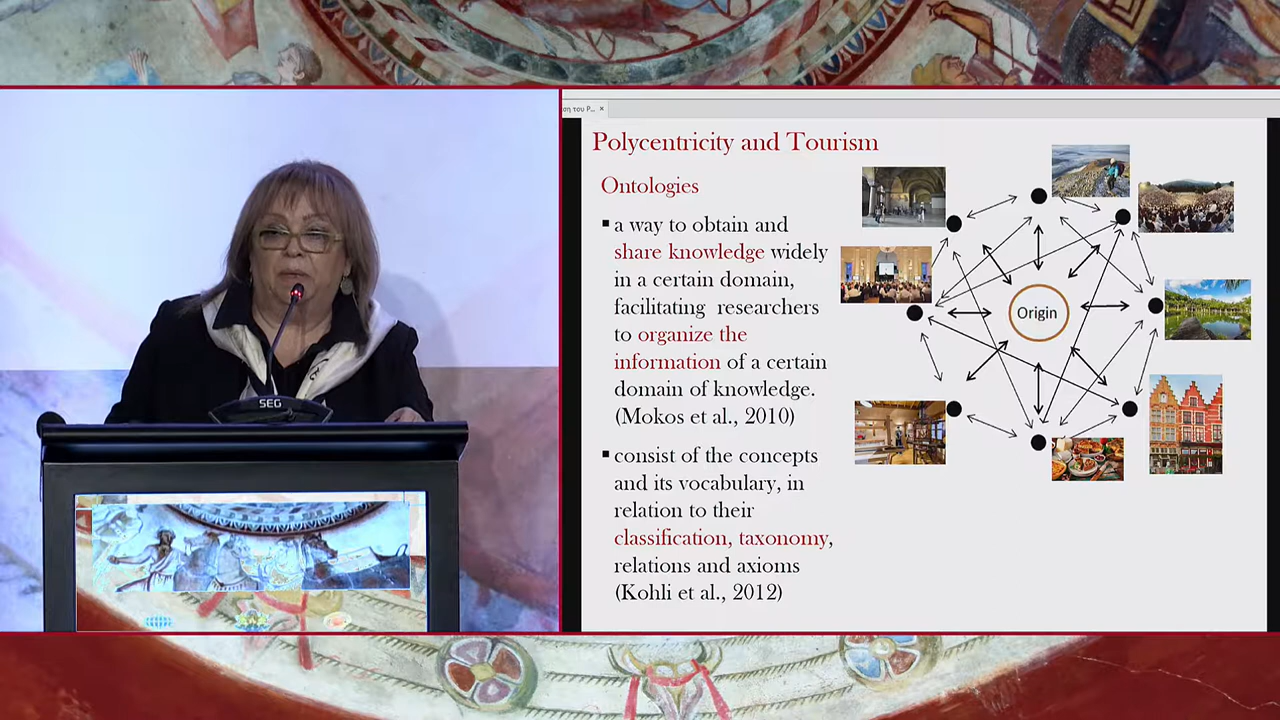 ση του P... ×
Polycentricity and Tourism
Ontologies
▪ a way to obtain and
share knowledge widely
in a certain domain,
facilitating researchers
to organize the
information of a certain
domain of knowledge.
(Mokos et al., 2010)
▪ consist of the concepts
and its vocabulary, in
relation to their
classification, taxonomy,
relations and axioms
(Kohli et al., 2012)
Origin
SEG